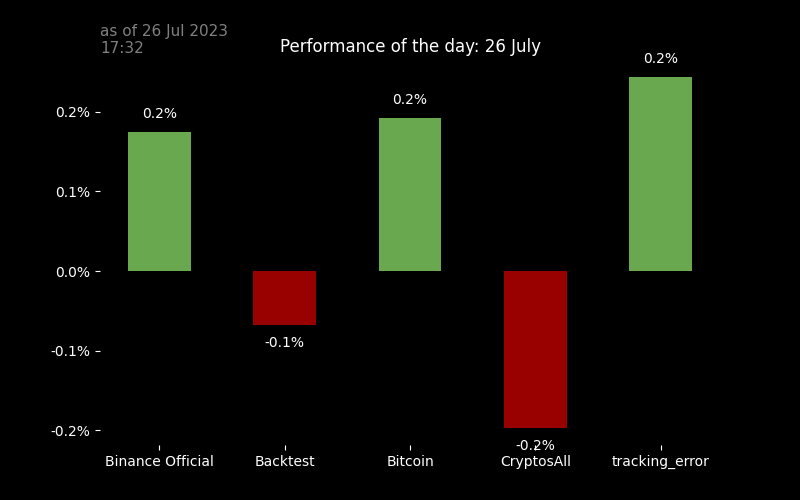 as of 26 Jul 2023
17:32
Performance of the day: 26 July
0.2%
0.2%
0.2%
0.2%
0.1%
0.0%
-0.1%
-0.1%
-0.2%
-0.2%
Binance Official
Backtest
Bitcoin
CryptosAll
tracking_error